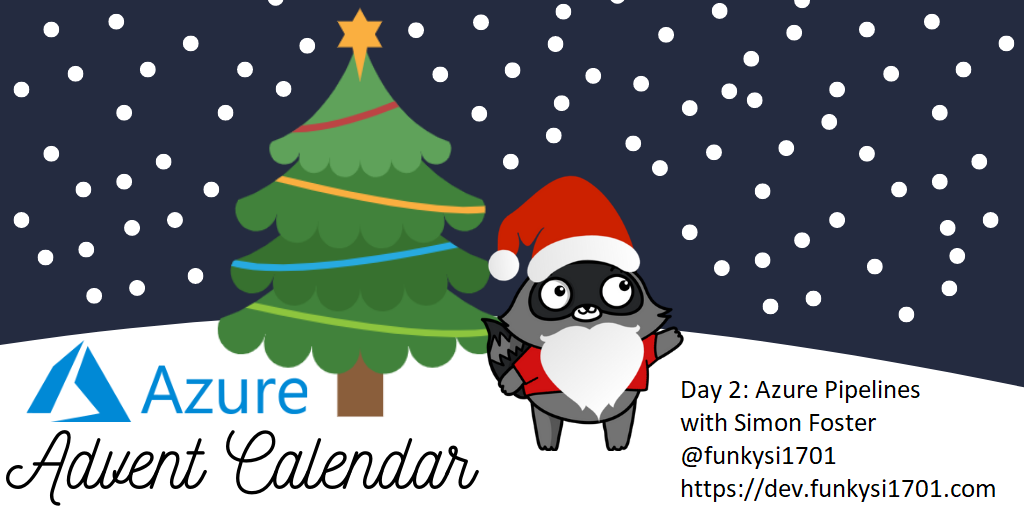 Azure
Advent Calendar
Day 2: Azure Pipelines
with Simon Foster
@funkysi1701
https://dev.funkysi1701.com